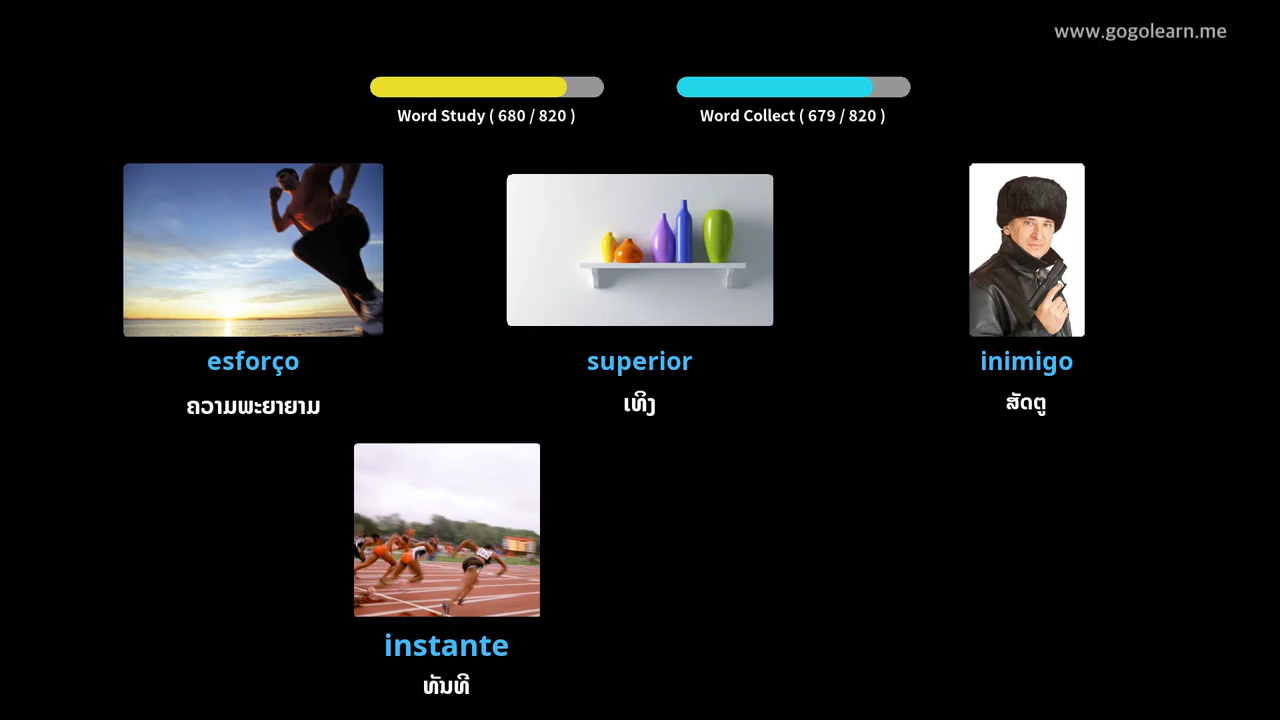 www.gogolearn.me
Word Study ( 680 / 820 )
Word Collect ( 679 / 820 )
esforço
ຄວາມພະຍາຍາມ
superior
ເທິງ
inimigo
ສັດຕູ
instante
ທັນທີ